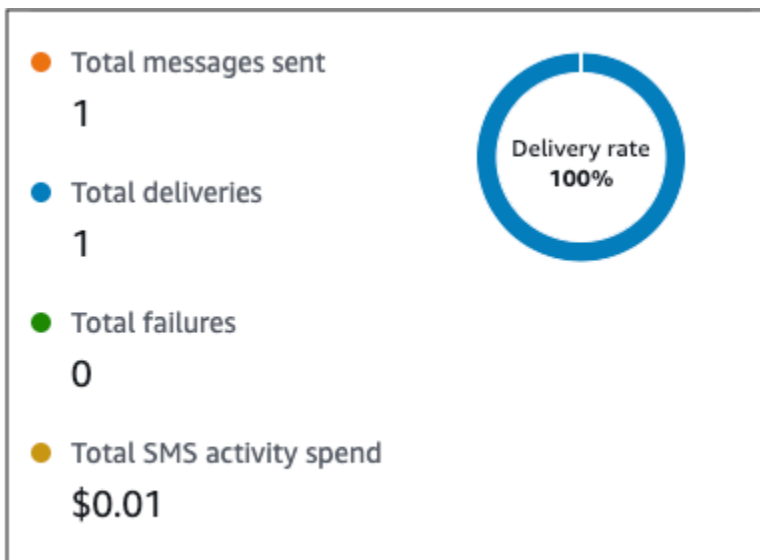 Total messages sent
1
Total deliveries
1
Total failures
0
Total SMS activity spend
$0.01
Delivery rate
100%